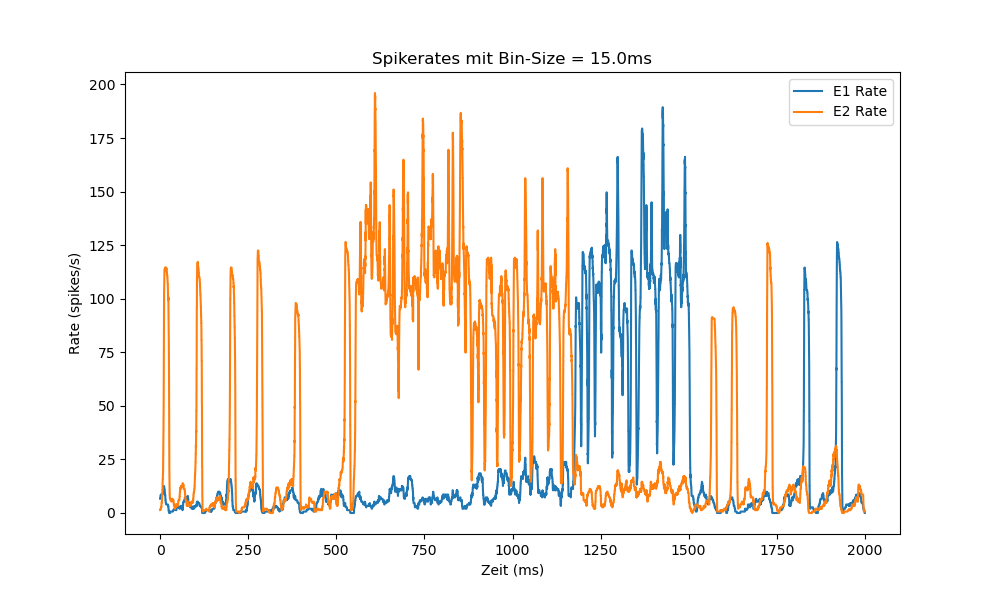 Spikerates mit Bin-Size = 15.0ms
E1 Rate
E2 Rate
200
175
150
125
100
75
50
25
0
Rate (spikes/s)
0 250 500 750 1000 1250 1500 1750 2000
Zeit (ms)